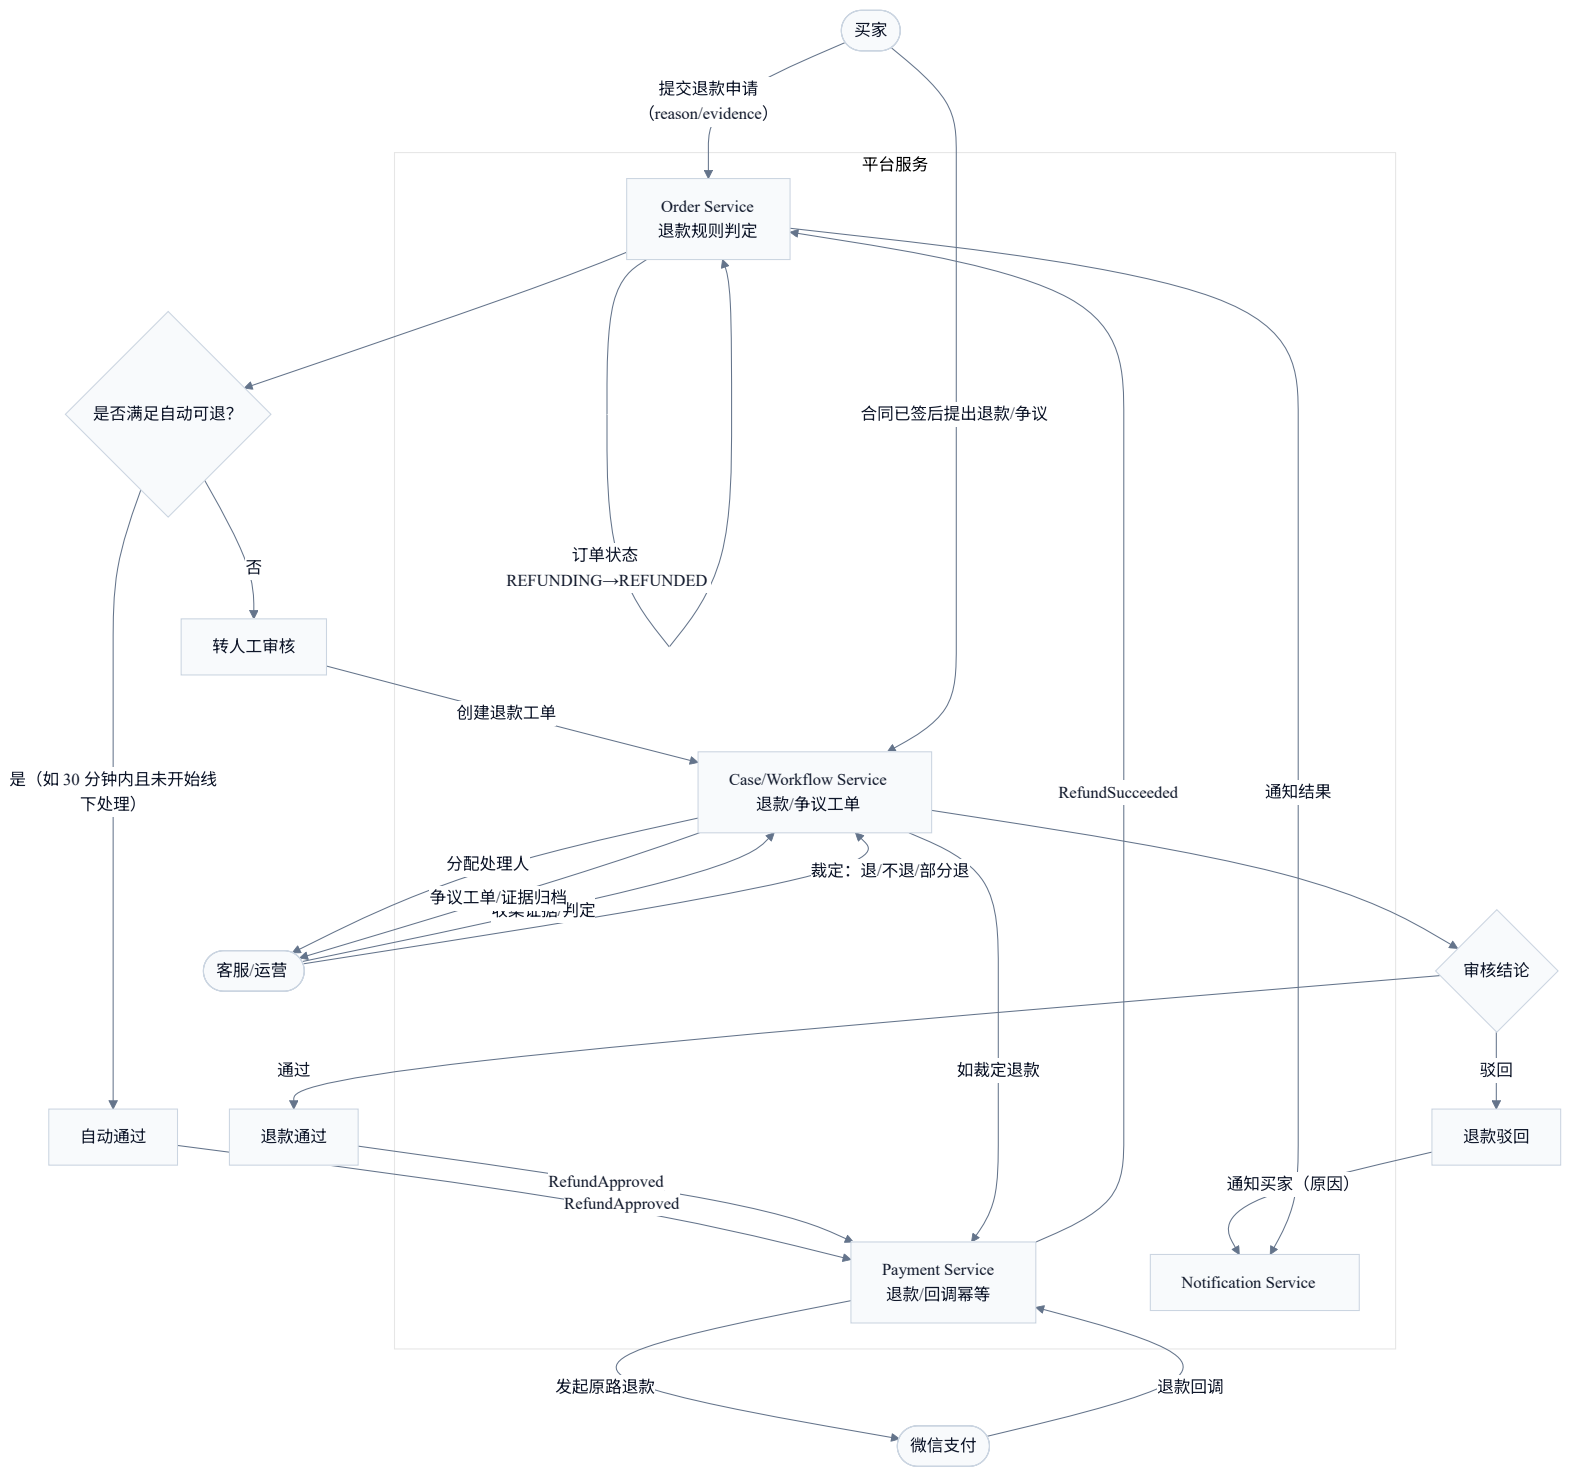 买家
提交退款申请
（reason/evidence）
平台服务
Order Service
退款规则判定
是否满足自动可退？
合同已签后提出退款/争议
订单状态
REFUNDING→REFUNDED
否
转人工审核
创建退款工单
是（如 30 分钟内且未开始线
下处理）
Case/Workflow Service
退款/争议工单
RefundSucceeded
通知结果
分配处理人
裁定：退/不退/部分退
争议工单/证据归档
收集证据/判定
客服/运营
审核结论
通过
如裁定退款
驳回
自动通过
退款通过
退款驳回
RefundApproved
RefundApproved
通知买家（原因）
Payment Service
退款/回调幂等
Notification Service
发起原路退款
退款回调
微信支付